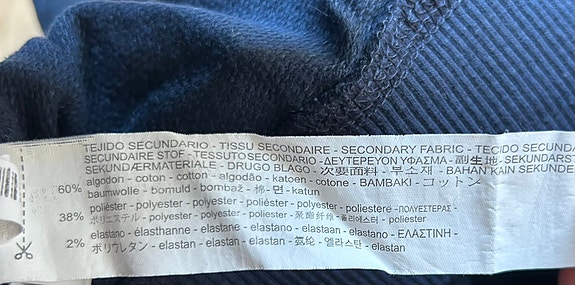 TEJIDO SECUNDARIO - TISSU SECONDAIRE - SECONDARY FABRIC - TECIDO SECUNDA
SECUNDAIRE STOF - TESSUTO SECONDARIO - ΔΕΥΤΕΡΕΥΟΝ ΥΦΑΣΜΑ - 副生地 - SEKUNDARST
SEKUNDÆRMATERIALE - DRUGO BLAGO - 次要面料 - 부소재 - BAHAN KAIN SEKUNDE
60% algodon - coton - cotton - algodão - katoen - cotone - BAMBAKI - コットン
baumwolle - bomuld - bombaž - 棉 - 면 - katun
38% poliéster - polyester - polyester - poliéster - polyester - poliestere - ΠΟΛΥΕΣΤΕΡΑΣ -
ポリエステル - polyester - polyester - poliester - 聚酯纤维 - 폴리에스터 - poliester
2% elastano - élasthanne - elastane - elastano - elastaan - elastano - ΕΛΑΣΤΙΝΗ -
ポリウレタン - elastan - elastan - elastan - 氨纶 - 엘라스탄 - elastan